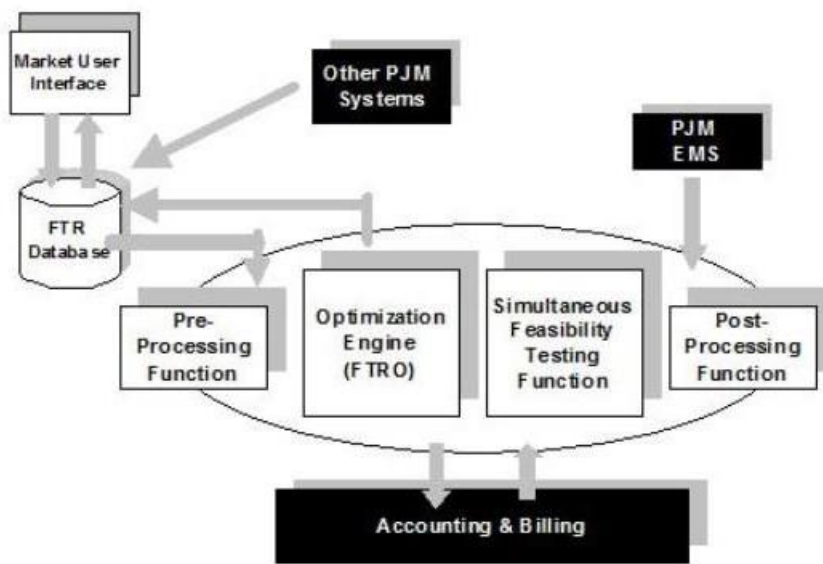 Market User
Interface
Other PJM
Systems
PJM
EMS
FTR
Database
Pre-
Processing
Function
Optimization
Engine
(FTRO)
Simultaneous
Feasibility
Testing
Function
Post-
Processing
Function
Accounting & Billing